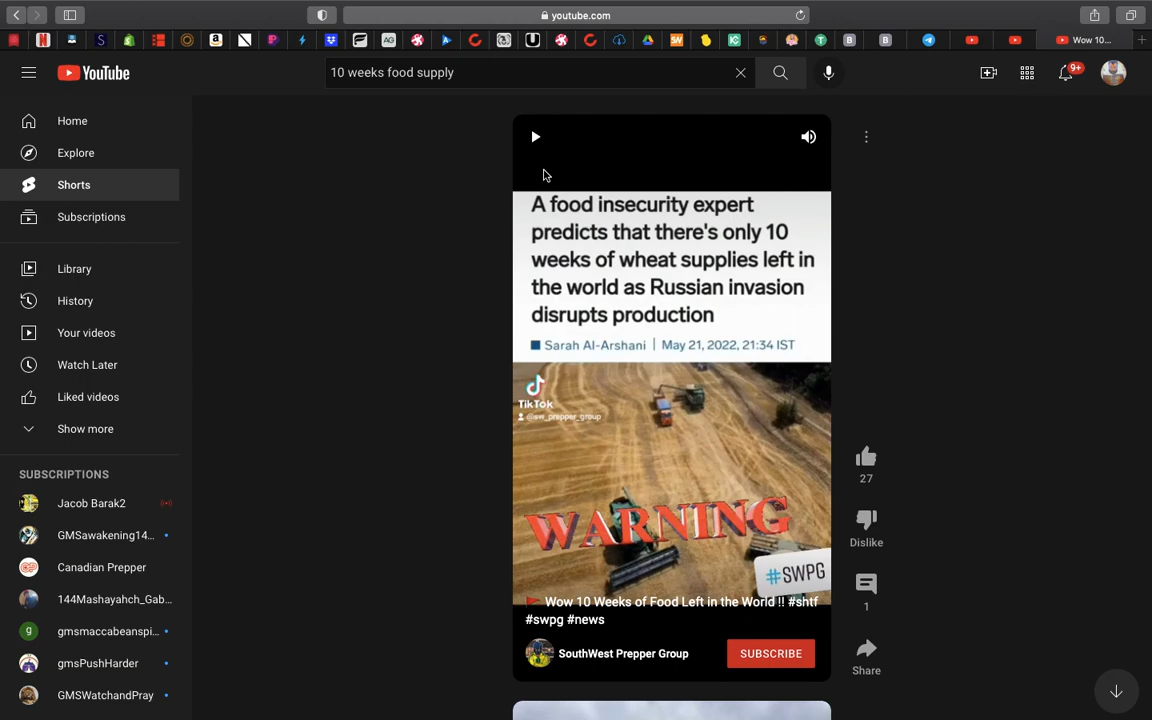 youtube.com
Wow 10...
YouTube
10 weeks food supply
9+
Home
Explore
Shorts
Subscriptions
Library
History
Your videos
Watch Later
Liked videos
Show more
SUBSCRIPTIONS
Jacob Barak2
GMSawakening14...
Canadian Prepper
144Mashayahch_Gab...
gmsmaccabeanspi...
gmsPushHarder
GMSWatchandPray
A food insecurity expert
predicts that there's only 10
weeks of wheat supplies left in
the world as Russian invasion
disrupts production
Sarah Al-Arshani | May 21, 2022, 21:34 IST
TikTok
@sw_prepper_group
WARNING
#SWPG
🚩 Wow 10 Weeks of Food Left in the World !! #shtf
#swpg #news
SouthWest Prepper Group
SUBSCRIBE
27
Dislike
1
Share